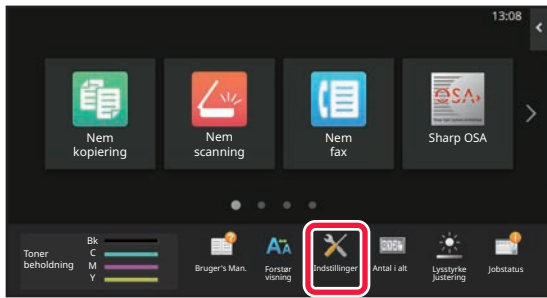 13:08
Nem
kopiering
Nem
scanning
Nem
fax
Sharp OSA
OSA
Toner
beholdning
Bk
C
M
Y
Bruger's Man.
Forstør
visning
Indstillinger
Antal i alt
Lysstyrke
Justering
Jobstatus